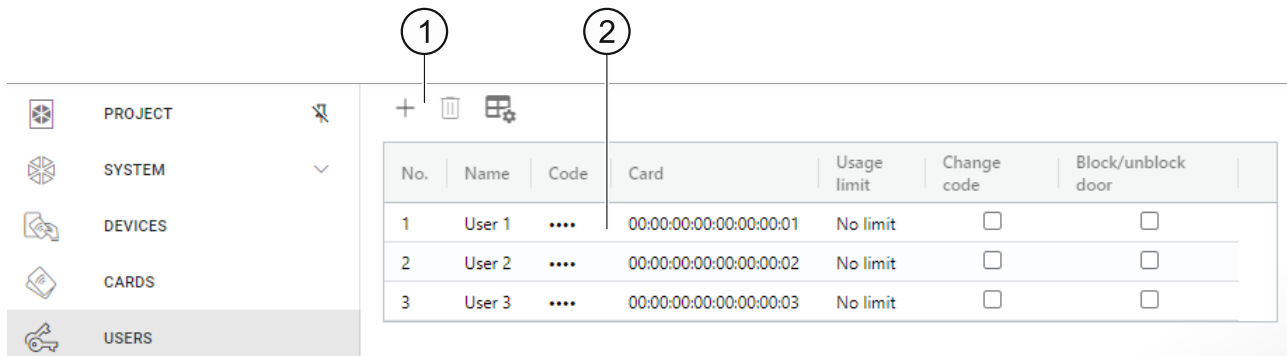 1 2
PROJECT
SYSTEM
DEVICES
CARDS
USERS
No. Name Code Card Usage limit Change code Block/unblock door
1 User 1 •••• 00:00:00:00:00:00:00:01 No limit
2 User 2 •••• 00:00:00:00:00:00:00:02 No limit
3 User 3 •••• 00:00:00:00:00:00:00:03 No limit